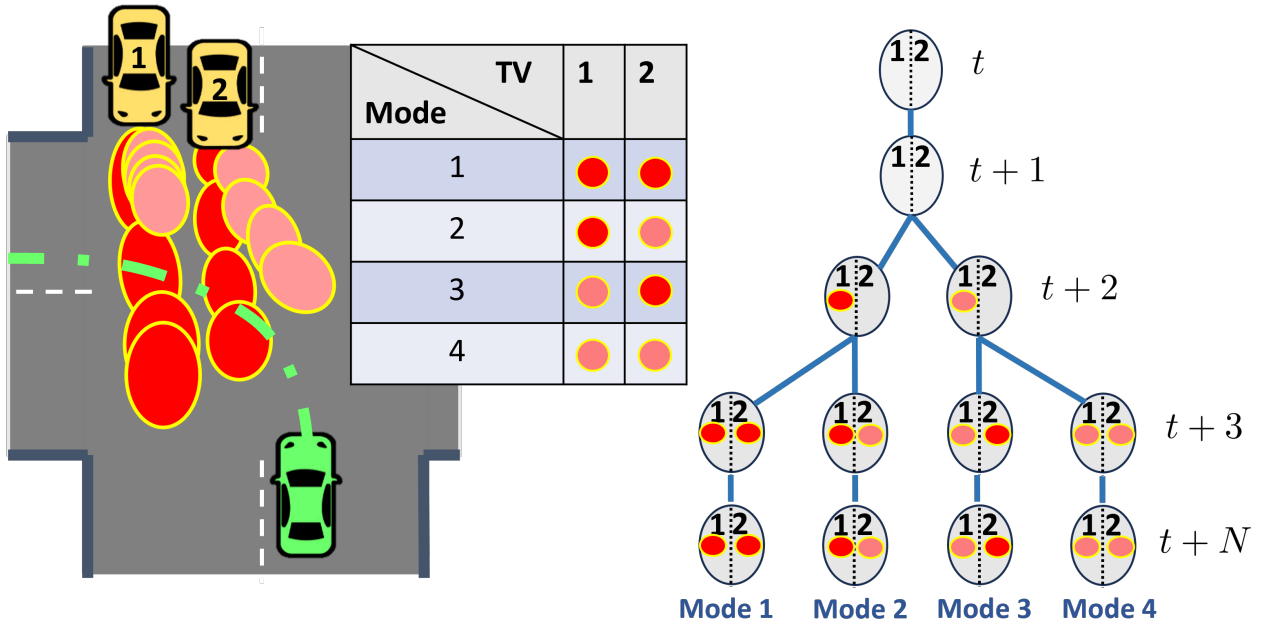 1
2
TV 1 2
Mode
1
2
3
4
1 2 t
1 2 t + 1
1 2 1 2 t + 2
1 2 1 2 1 2 1 2 t + 3
1 2 1 2 1 2 1 2 t + N
Mode 1 Mode 2 Mode 3 Mode 4